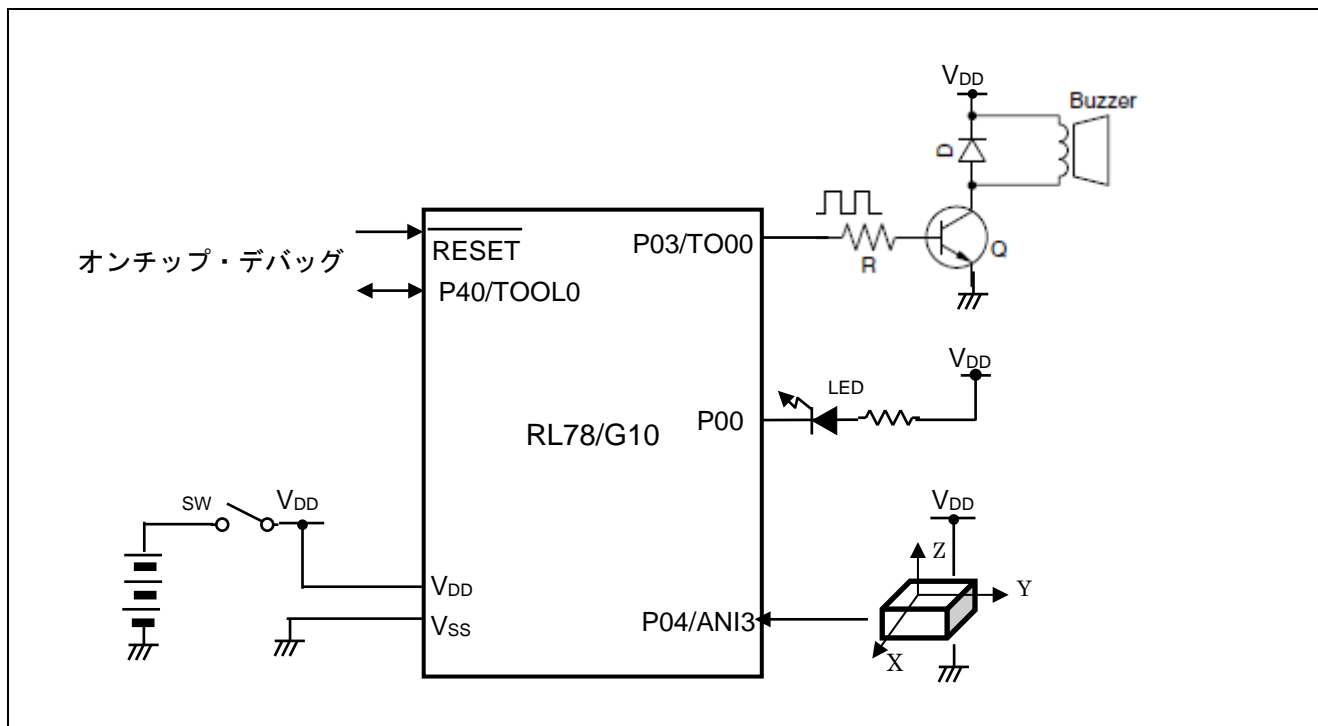 VDD
Buzzer
D
Q
R
P03/TO00
RESET
オンチップ・デバッグ
P40/TOOL0
VDD
LED
P00
RL78/G10
SW
VDD
VDD
Z
Y
X
VDD
VSS
P04/ANI3